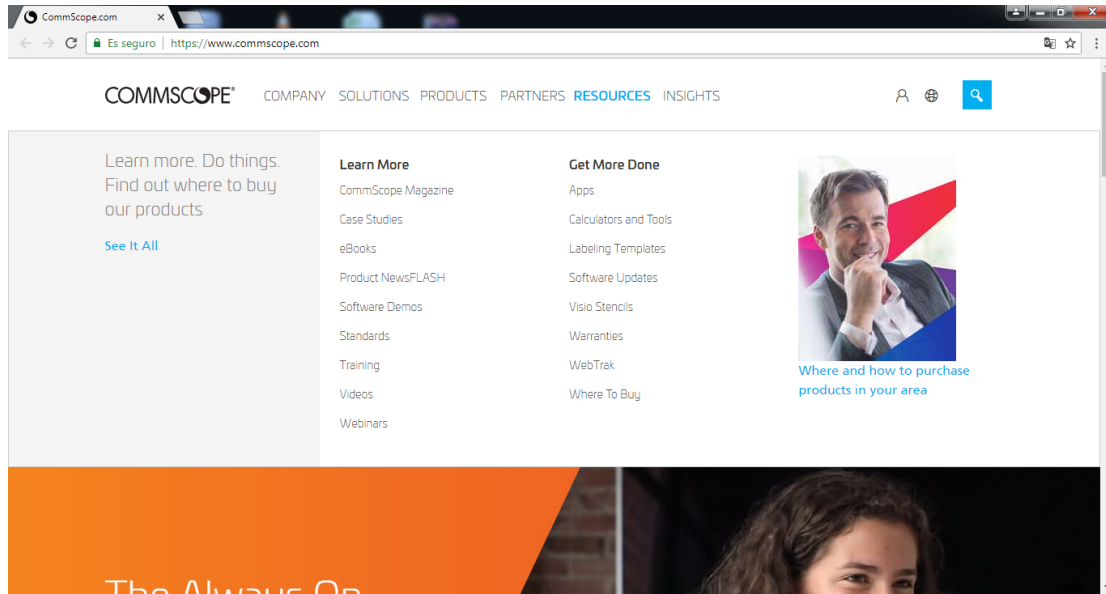 CommScope.com
Es seguro | https://www.commscope.com
COMMSCOPE®
COMPANY SOLUTIONS PRODUCTS PARTNERS RESOURCES INSIGHTS
Learn more. Do things.
Find out where to buy
our products
See It All
Learn More
CommScope Magazine
Case Studies
eBooks
Product NewsFLASH
Software Demos
Standards
Training
Videos
Webinars
Get More Done
Apps
Calculators and Tools
Labeling Templates
Software Updates
Visio Stencils
Warranties
WebTrak
Where To Buy
Where and how to purchase
products in your area
The Always On